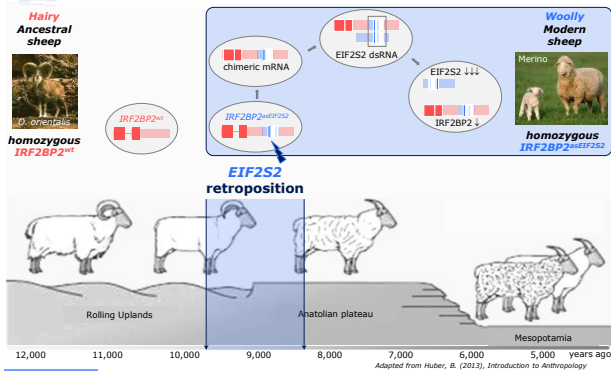 Hairy
Ancestral
sheep
O. orientalis
homozygous
IRF2BP2wt
IRF2BP2wt
chimeric mRNA
EIF2S2 dsRNA
IRF2BP2asEIF2S2
EIF2S2 ↓↓↓
IRF2BP2 ↓
Woolly
Modern
sheep
Merino
homozygous
IRF2BP2asEIF2S2
EIF2S2
retroposition
Rolling Uplands
Anatolian plateau
Mesopotamia
12,000 11,000 10,000 9,000 8,000 7,000 6,000 5,000 years ago
Adapted from Huber, B. (2013), Introduction to Anthropology